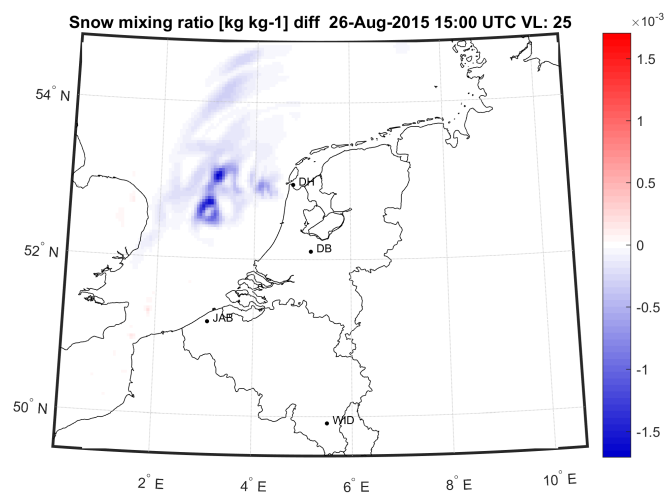 Snow mixing ratio [kg kg-1] diff  26-Aug-2015 15:00 UTC VL: 25
×10⁻³
1.5
54° N
1
DH
0.5
52° N
DB
0
-0.5
JAB
-1
50° N
WID
-1.5
2° E
4° E
6° E
8° E
10° E